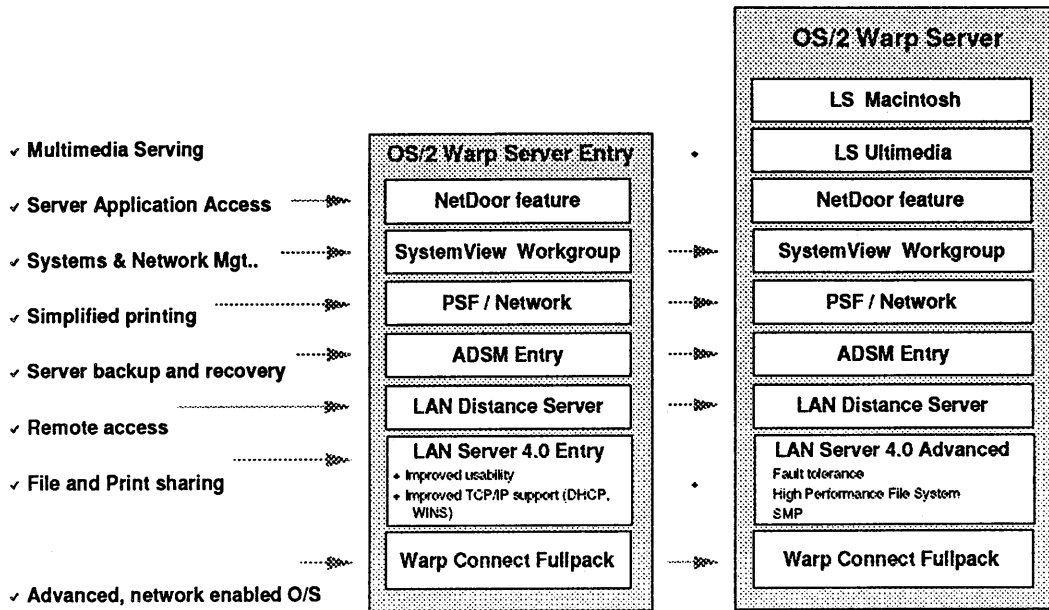 ✓ Multimedia Serving
✓ Server Application Access
✓ Systems & Network Mgt..
✓ Simplified printing
✓ Server backup and recovery
✓ Remote access
✓ File and Print sharing
✓ Advanced, network enabled O/S
OS/2 Warp Server Entry
NetDoor feature
SystemView Workgroup
PSF / Network
ADSM Entry
LAN Distance Server
LAN Server 4.0 Entry
+ Improved usability
+ Improved TCP/IP support (DHCP,
WINS)
Warp Connect Fullpack
+
+
OS/2 Warp Server
LS Macintosh
LS Ultimedia
NetDoor feature
SystemView Workgroup
PSF / Network
ADSM Entry
LAN Distance Server
LAN Server 4.0 Advanced
Fault tolerance
High Performance File System
SMP
Warp Connect Fullpack